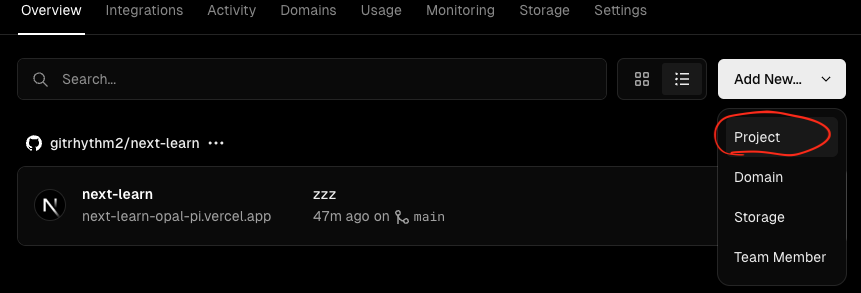 Overview Integrations Activity Domains Usage Monitoring Storage Settings
Search...
Add New...
Project
Domain
Storage
Team Member
gitrhythm2/next-learn
N next-learn
next-learn-opal-pi.vercel.app
zzz
47m ago on main